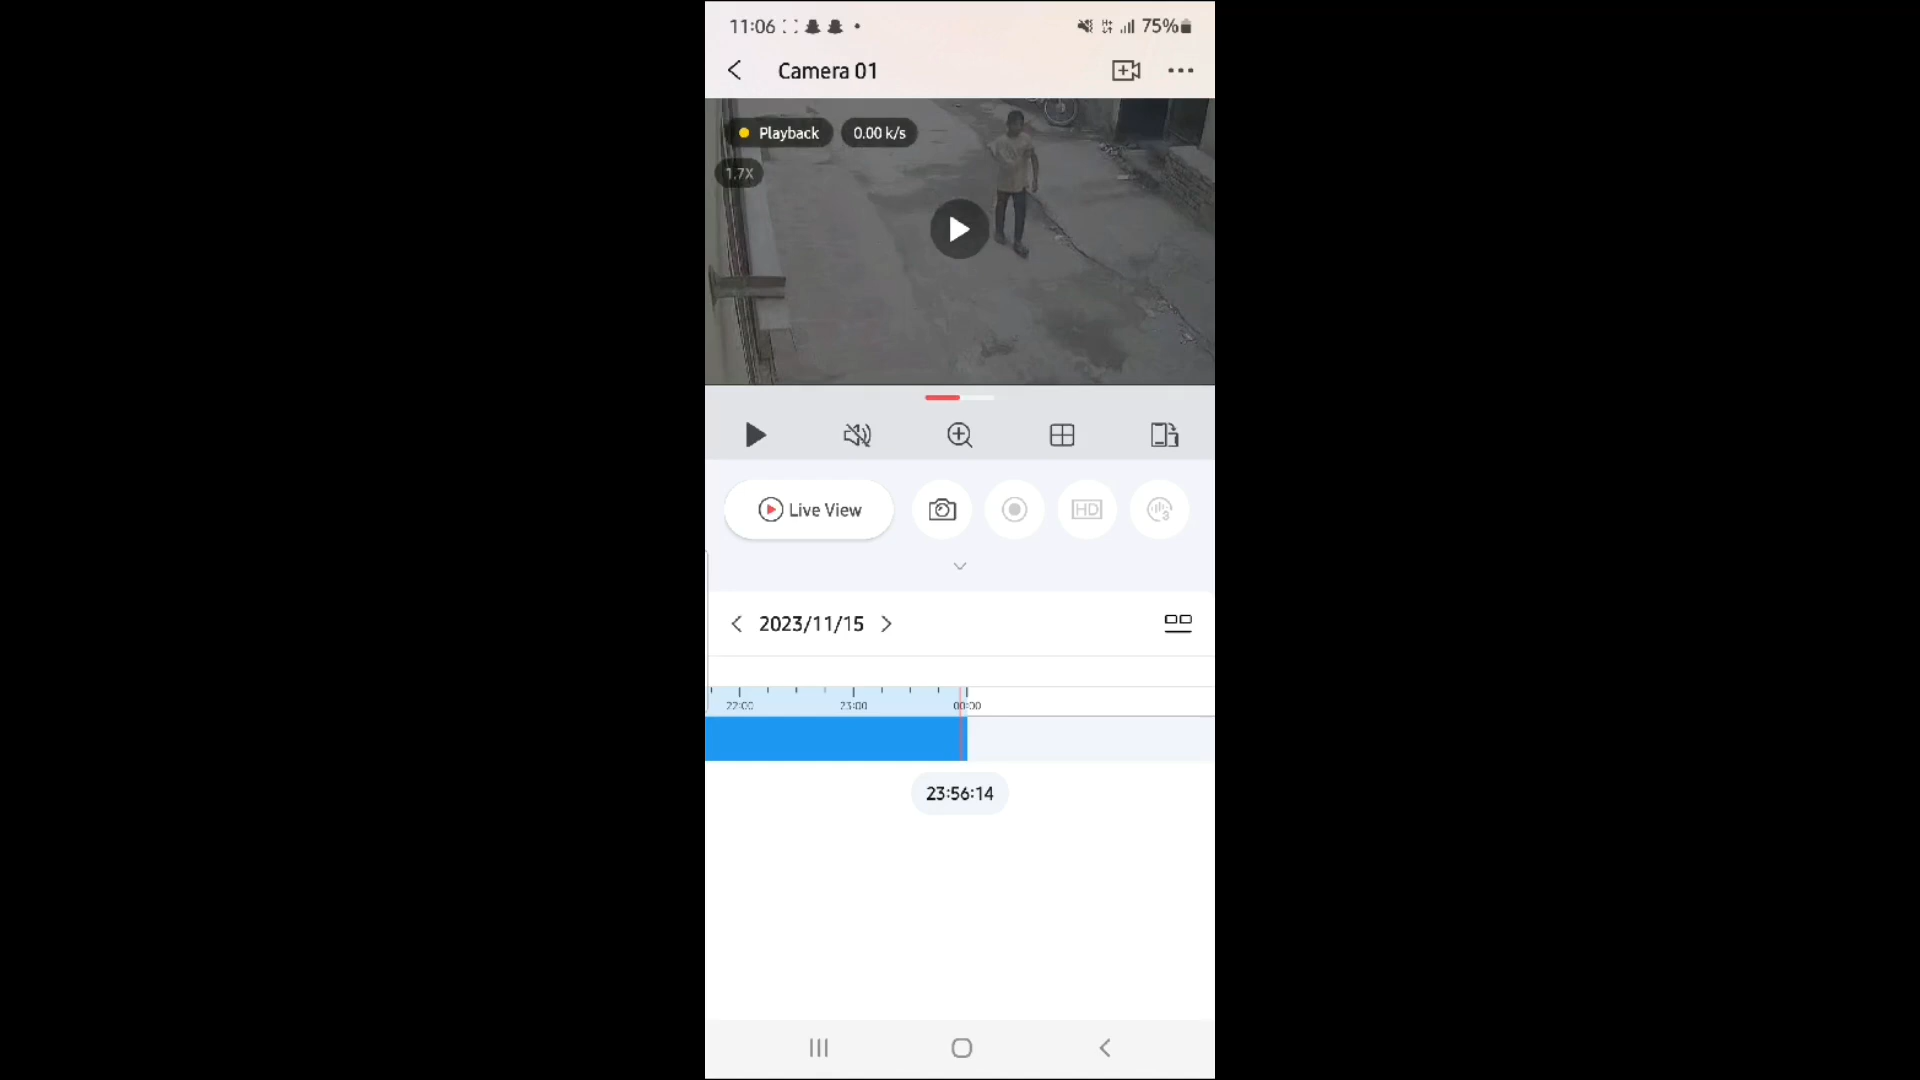 11:06 75%
Camera 01
Playback 0.00 k/s
1.7X
Live View HD 3
2023/11/15
22:00 23:00 00:00
23:56:14